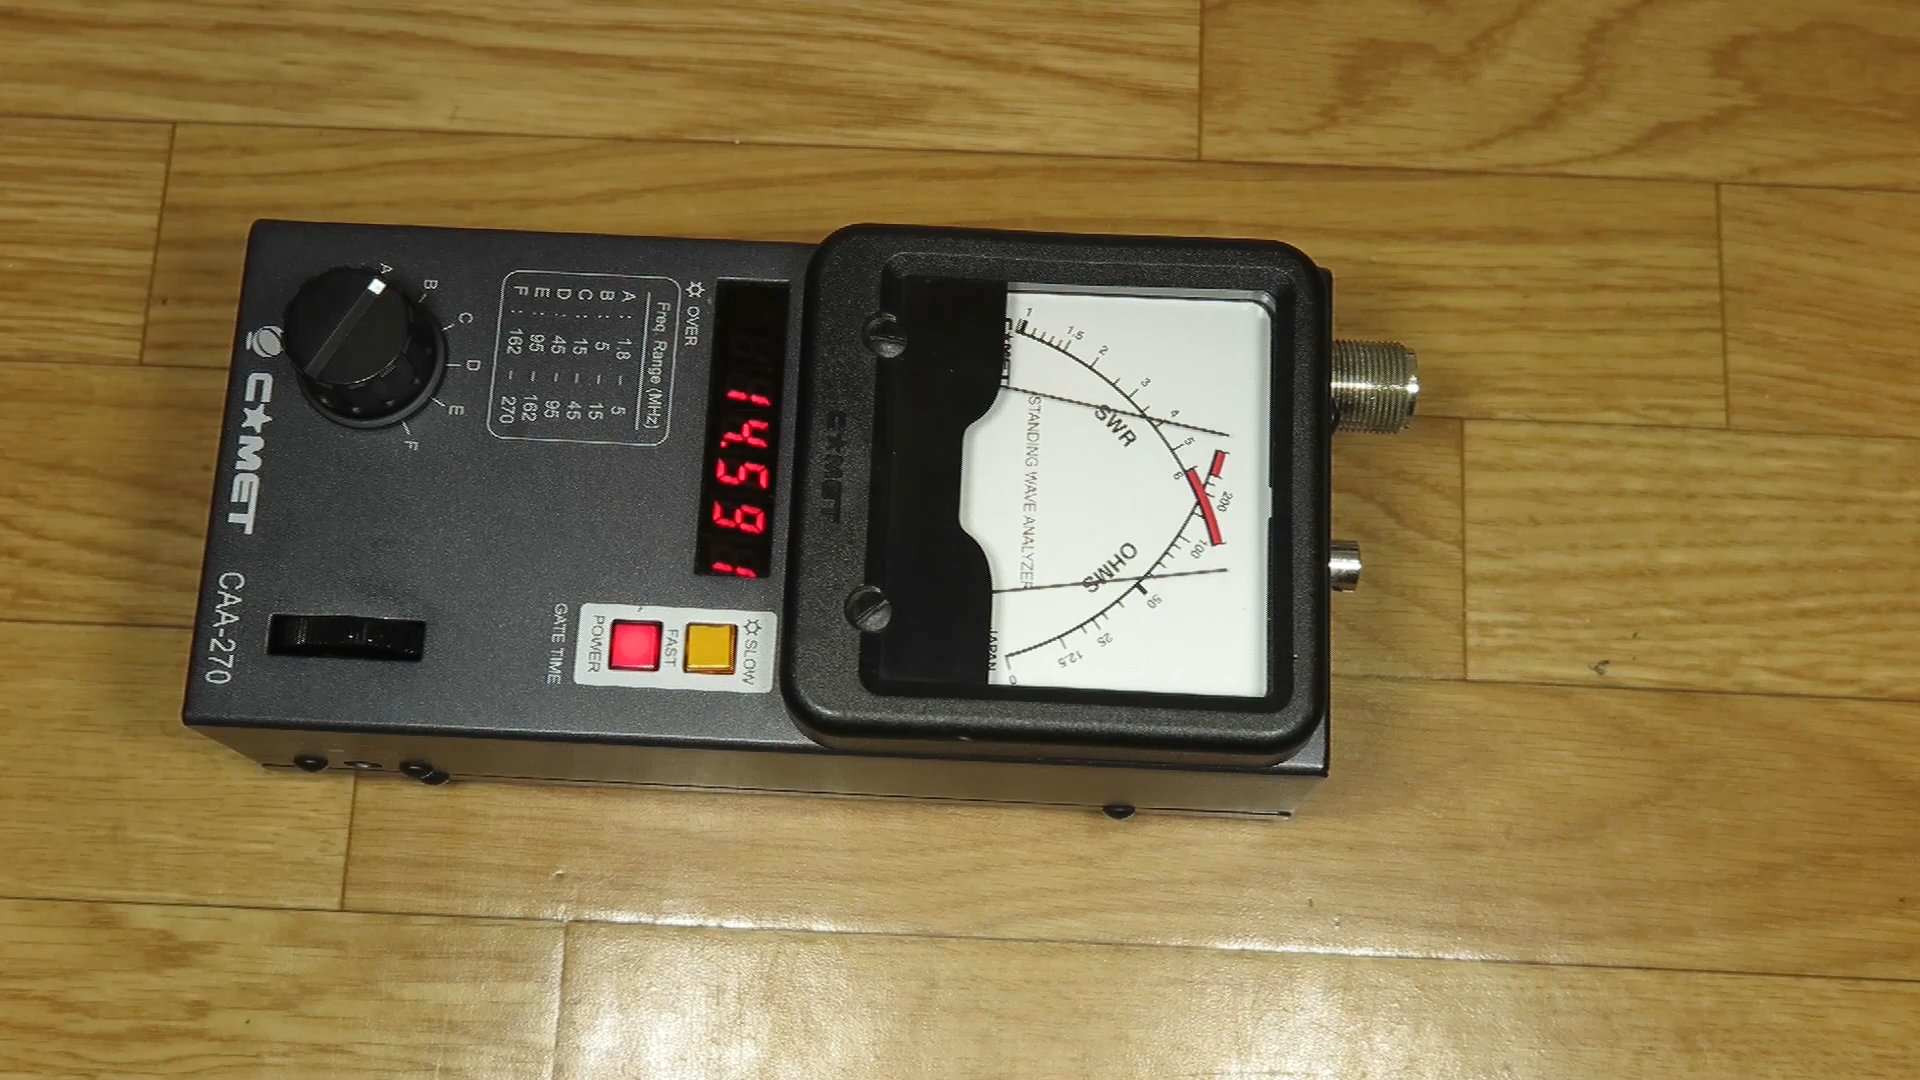 1 1.5 2 3 4 5 6
200 100 50 25 12.5 0
SWR
OHMS
STANDING WAVE ANALYZER
JAPAN
COMET
OVER
Freq. Range (MHz)
A : 1.8 – 5
B : 5 – 15
C : 15 – 45
D : 45 – 95
E : 95 – 162
F : 162 – 270
SLOW
FAST
POWER
GATE TIME
A
B
C
D
E
F
COMET
CAA-270